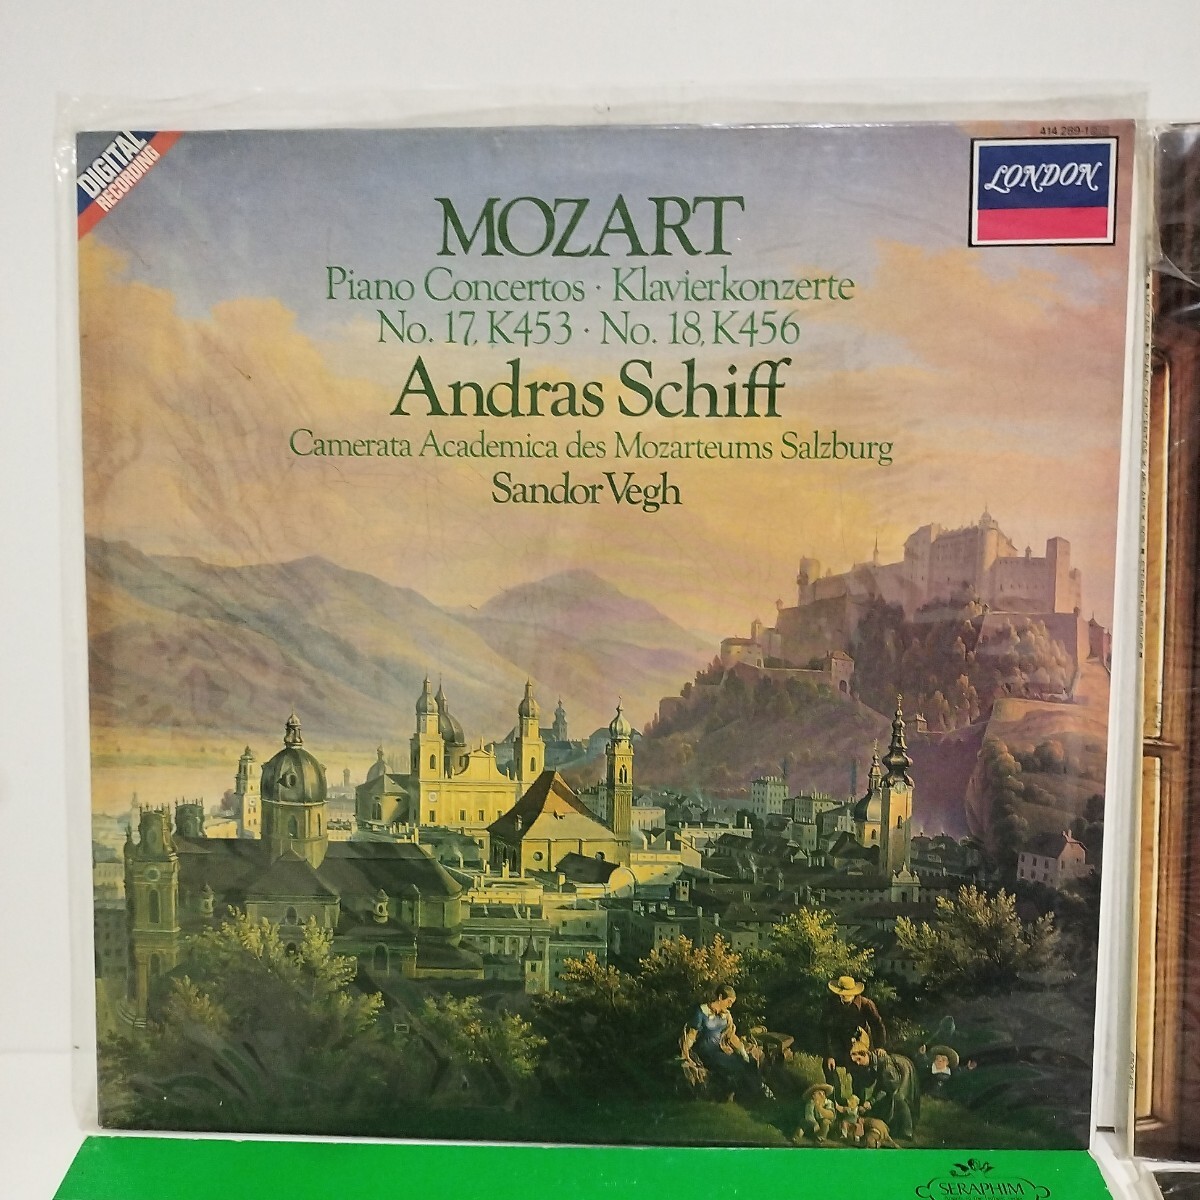 DIGITAL
RECORDING
LONDON
MOZART
Piano Concertos · Klavierkonzerte
No. 17, K453 · No. 18, K456
Andras Schiff
Camerata Academica des Mozarteums Salzburg
Sandor Vegh
SERAPHIM